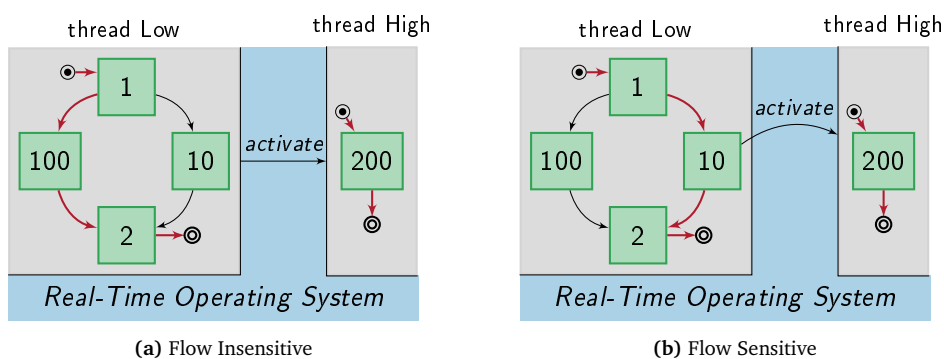 thread Low
thread High
1
100
10
2
activate
200
Real-Time Operating System
(a) Flow Insensitive
thread Low
thread High
1
100
10
2
activate
200
Real-Time Operating System
(b) Flow Sensitive